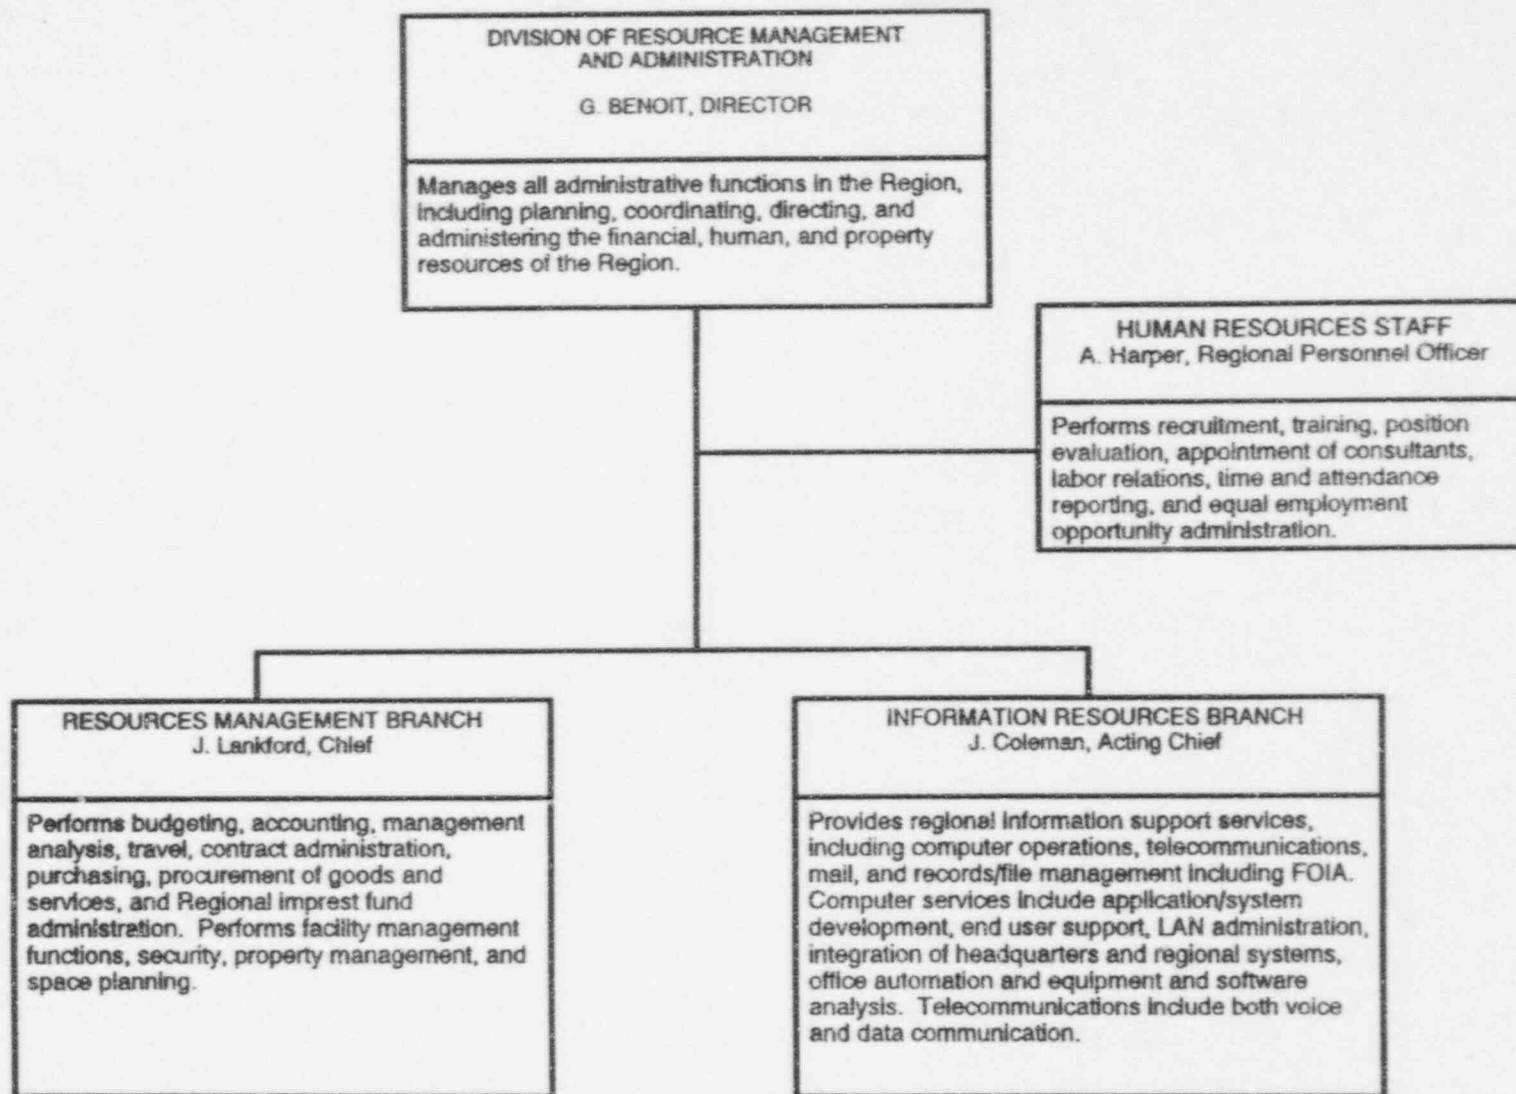 DIVISION OF RESOURCE MANAGEMENT
AND ADMINISTRATION
G. BENOIT, DIRECTOR
Manages all administrative functions in the Region,
including planning, coordinating, directing, and
administering the financial, human, and property
resources of the Region.
HUMAN RESOURCES STAFF
A. Harper, Regional Personnel Officer
Performs recruitment, training, position
evaluation, appointment of consultants,
labor relations, time and attendance
reporting, and equal employment
opportunity administration.
RESOURCES MANAGEMENT BRANCH
J. Lankford, Chief
Performs budgeting, accounting, management
analysis, travel, contract administration,
purchasing, procurement of goods and
services, and Regional imprest fund
administration. Performs facility management
functions, security, property management, and
space planning.
INFORMATION RESOURCES BRANCH
J. Coleman, Acting Chief
Provides regional information support services,
including computer operations, telecommunications,
mail, and records/file management including FOIA.
Computer services include application/system
development, end user support, LAN administration,
integration of headquarters and regional systems,
office automation and equipment and software
analysis. Telecommunications include both voice
and data communication.